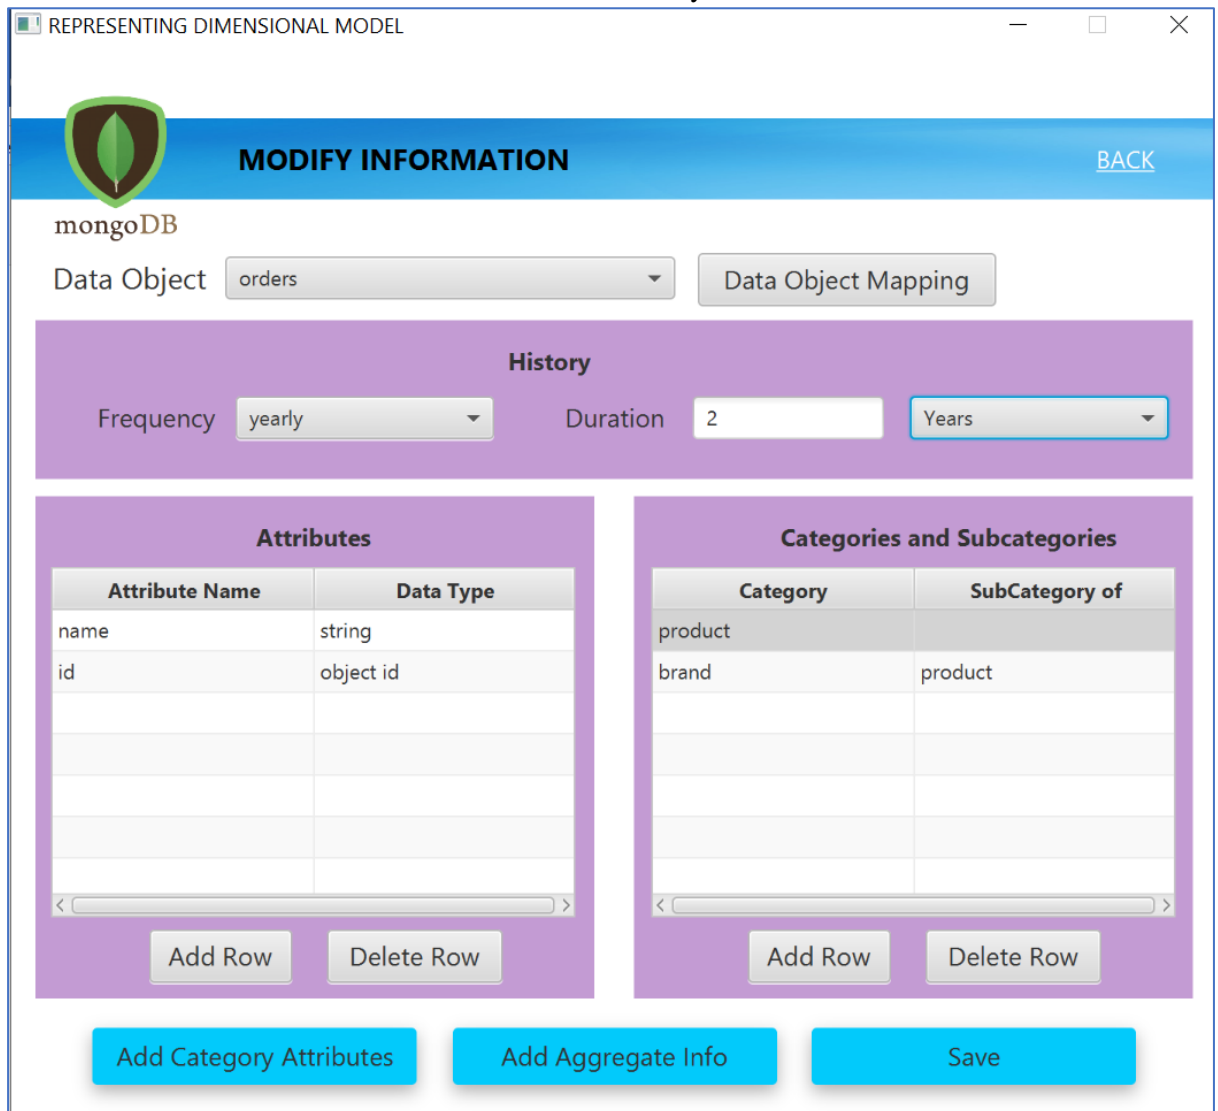 REPRESENTING DIMENSIONAL MODEL
MODIFY INFORMATION
BACK
mongoDB
Data Object orders Data Object Mapping
History
Frequency yearly Duration 2 Years
Attributes
Attribute Name Data Type
name string
id object id
Add Row Delete Row
Categories and Subcategories
Category SubCategory of
product
brand product
Add Row Delete Row
Add Category Attributes Add Aggregate Info Save